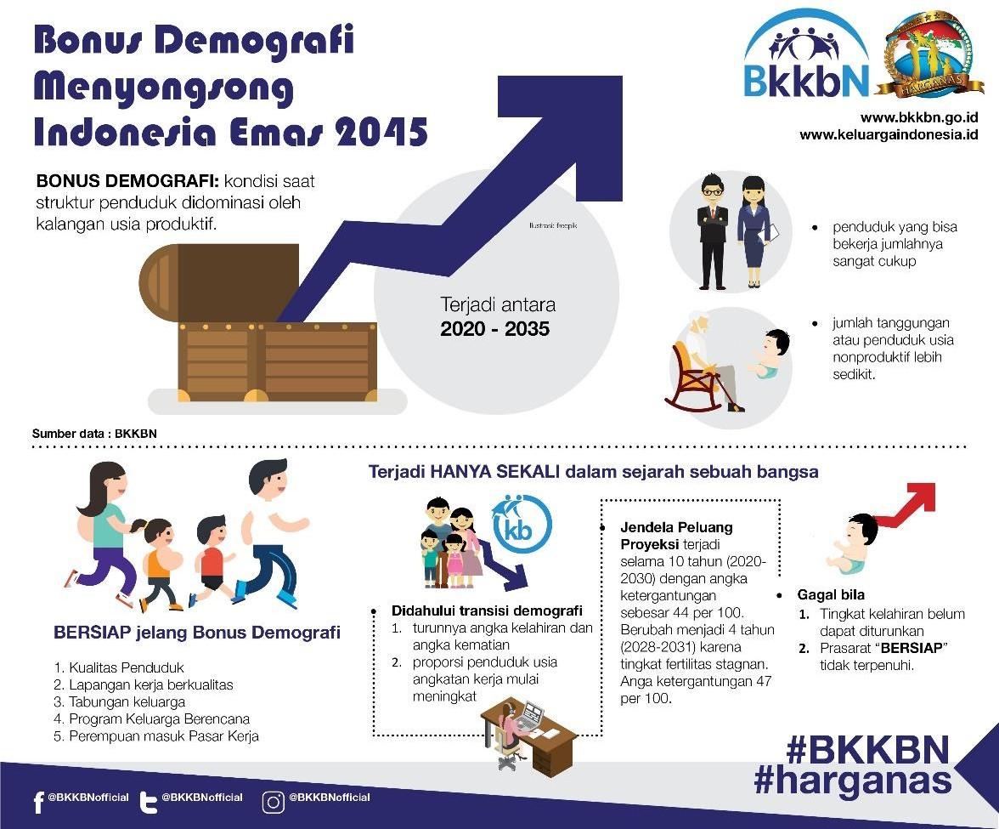 Bonus Demografi
Menyongsong
Indonesia Emas 2045
BkkbN
HARGANAS
www.bkkbn.go.id
www.keluargaindonesia.id
BONUS DEMOGRAFI: kondisi saat
struktur penduduk didominasi oleh
kalangan usia produktif.
Ilustrasi: freepik
Terjadi antara
2020 - 2035
• penduduk yang bisa
bekerja jumlahnya
sangat cukup
• jumlah tanggungan
atau penduduk usia
nonproduktif lebih
sedikit.
Sumber data : BKKBN
Terjadi HANYA SEKALI dalam sejarah sebuah bangsa
BERSIAP jelang Bonus Demografi
1. Kualitas Penduduk
2. Lapangan kerja berkualitas
3. Tabungan keluarga
4. Program Keluarga Berencana
5. Perempuan masuk Pasar Kerja
kb
• Didahului transisi demografi
1. turunnya angka kelahiran dan
angka kematian
2. proporsi penduduk usia
angkatan kerja mulai
meningkat
• Jendela Peluang
Proyeksi terjadi
selama 10 tahun (2020-
2030) dengan angka
ketergantungan
sebesar 44 per 100.
Berubah menjadi 4 tahun
(2028-2031) karena
tingkat fertilitas stagnan.
Anga ketergantungan 47
per 100.
• Gagal bila
1. Tingkat kelahiran belum
dapat diturunkan
2. Prasarat “BERSIAP”
tidak terpenuhi.
#BKKBN
#harganas
@BKKBNofficial
@BKKBNofficial
@BKKBNofficial